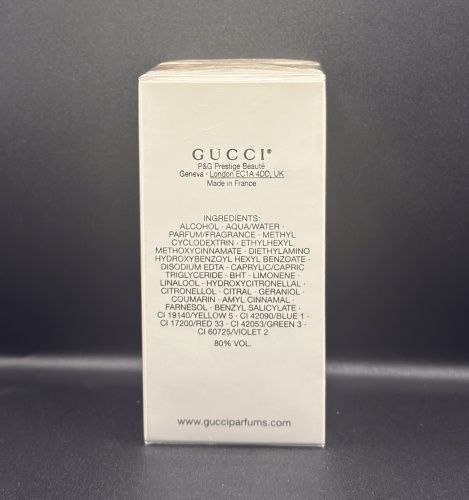 GUCCI®
P&G Prestige Beauté
Geneva · London EC1A 4DD, UK
Made in France
INGREDIENTS:
ALCOHOL · AQUA/WATER ·
PARFUM/FRAGRANCE · METHYL
CYCLODEXTRIN · ETHYLHEXYL
METHOXYCINNAMATE · DIETHYLAMINO
HYDROXYBENZOYL HEXYL BENZOATE ·
DISODIUM EDTA · CAPRYLIC/CAPRIC
TRIGLYCERIDE · BHT · LIMONENE ·
LINALOOL · HYDROXYCITRONELLAL ·
CITRONELLOL · CITRAL · GERANIOL ·
COUMARIN · AMYL CINNAMAL ·
FARNESOL · BENZYL SALICYLATE ·
CI 19140/YELLOW 5 · CI 42090/BLUE 1 ·
CI 17200/RED 33 · CI 42053/GREEN 3 ·
CI 60725/VIOLET 2
80% VOL.
www.gucciparfums.com